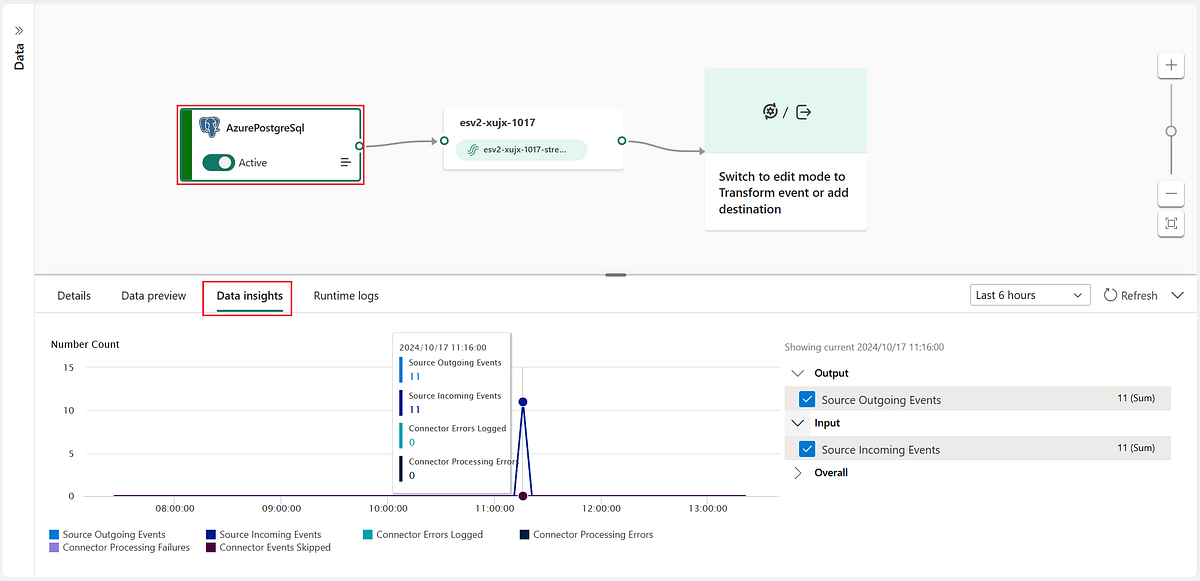 Data
AzurePostgreSql
Active
esv2-xujx-1017
esv2-xujx-1017-stre...
/
Switch to edit mode to
Transform event or add
destination
Details
Data preview
Data insights
Runtime logs
Last 6 hours
Refresh
Number Count
15
10
5
0
08:00:00
09:00:00
10:00:00
11:00:00
12:00:00
13:00:00
2024/10/17 11:16:00
Source Outgoing Events
11
Source Incoming Events
11
Connector Errors Logged
0
Connector Processing Errors
0
Source Outgoing Events
Source Incoming Events
Connector Errors Logged
Connector Processing Errors
Connector Processing Failures
Connector Events Skipped
Showing current 2024/10/17 11:16:00
Output
Source Outgoing Events 11 (Sum)
Input
Source Incoming Events 11 (Sum)
Overall